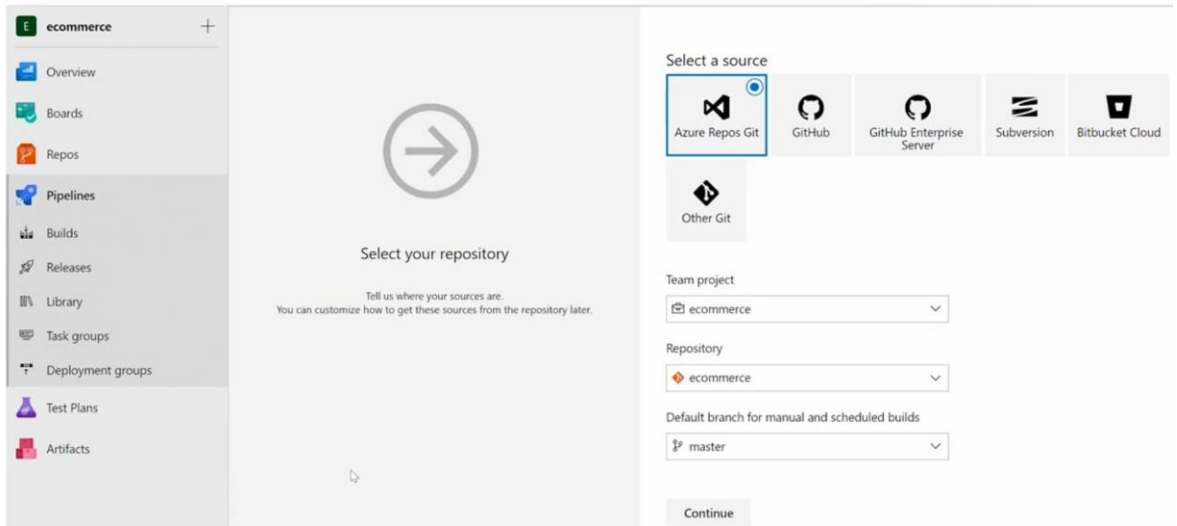 E ecommerce
Overview
Boards
Repos
Pipelines
Builds
Releases
Library
Task groups
Deployment groups
Test Plans
Artifacts
Select your repository
Tell us where your sources are.
You can customize how to get these sources from the repository later.
Select a source
Azure Repos Git
GitHub
GitHub Enterprise
Server
Subversion
Bitbucket Cloud
Other Git
Team project
ecommerce
Repository
ecommerce
Default branch for manual and scheduled builds
master
Continue